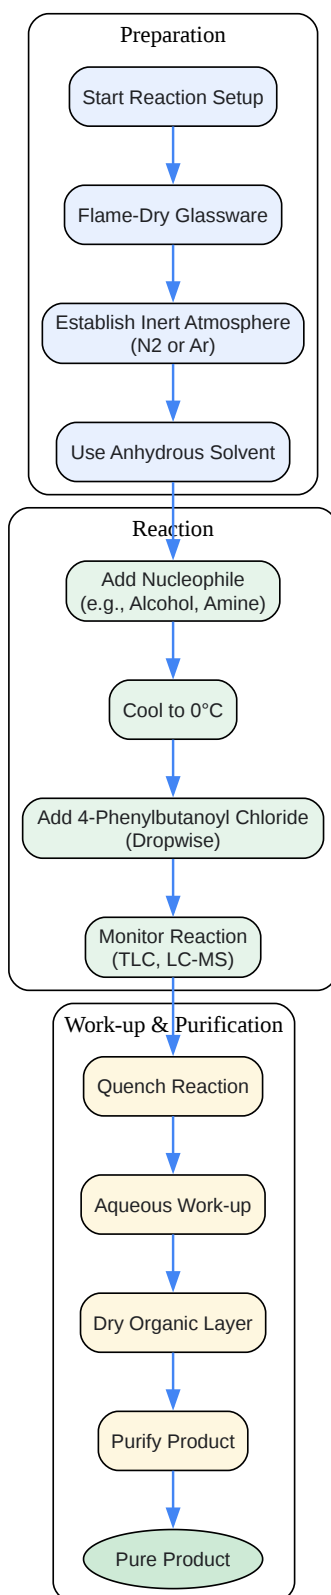 Preparation
Start Reaction Setup
Flame-Dry Glassware
Establish Inert Atmosphere
(N2 or Ar)
Use Anhydrous Solvent
Reaction
Add Nucleophile
(e.g., Alcohol, Amine)
Cool to 0°C
Add 4-Phenylbutanoyl Chloride
(Dropwise)
Monitor Reaction
(TLC, LC-MS)
Work-up & Purification
Quench Reaction
Aqueous Work-up
Dry Organic Layer
Purify Product
Pure Product